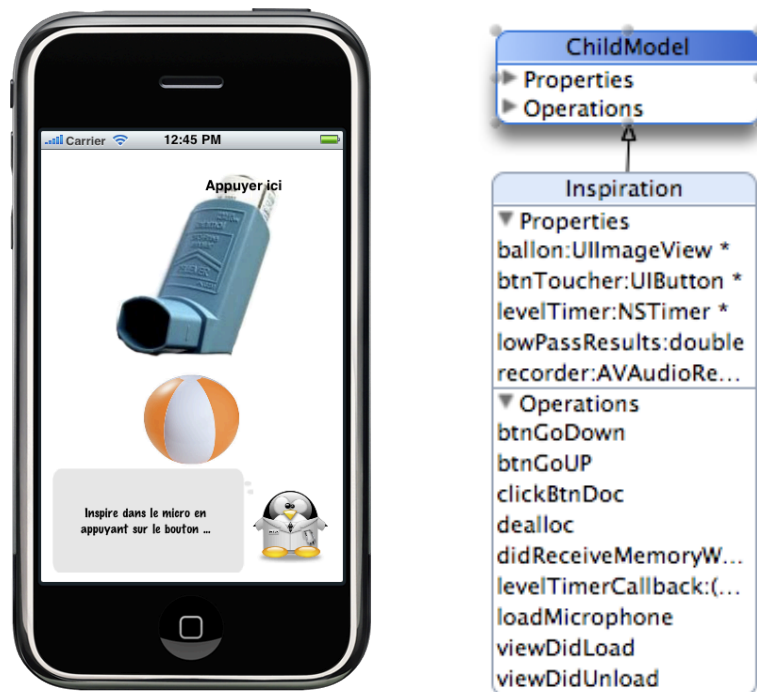 Carrier 12:45 PM
Appuyer ici
Inspire dans le micro en
appuyant sur le bouton ...
ChildModel
Properties
Operations
Inspiration
Properties
ballon:UIImageView *
btnToucher:UIButton *
levelTimer:NSTimer *
lowPassResults:double
recorder:AVAudioRe...
Operations
btnGoDown
btnGoUP
clickBtnDoc
dealloc
didReceiveMemoryW...
levelTimerCallback:(...
loadMicrophone
viewDidLoad
viewDidUnload